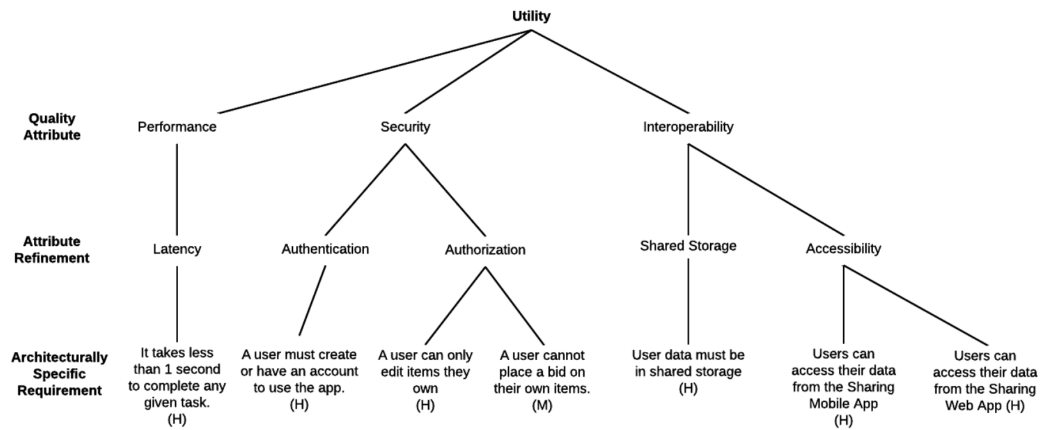 Utility
Quality
Attribute
Performance
Security
Interoperability
Attribute
Refinement
Latency
Authentication
Authorization
Shared Storage
Accessibility
Architecturally
Specific
Requirement
It takes less
than 1 second
to complete any
given task.
(H)
A user must create
or have an account
to use the app.
(H)
A user can only
edit items they
own
(H)
A user cannot
place a bid on
their own items.
(M)
User data must be
in shared storage
(H)
Users can
access their data
from the Sharing
Mobile App
(H)
Users can
access their data
from the Sharing
Web App (H)